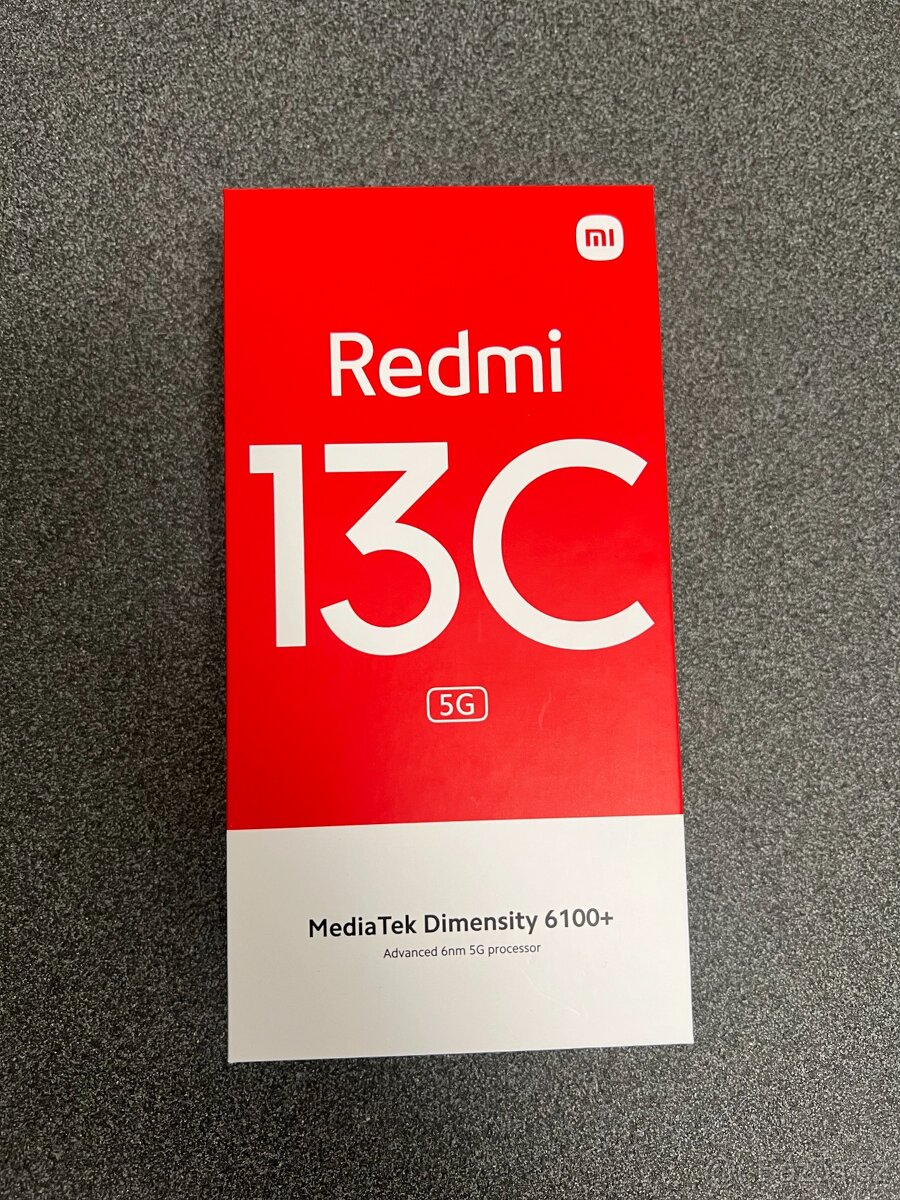 mi
Redmi
13C
5G
MediaTek Dimensity 6100+
Advanced 6nm 5G processor